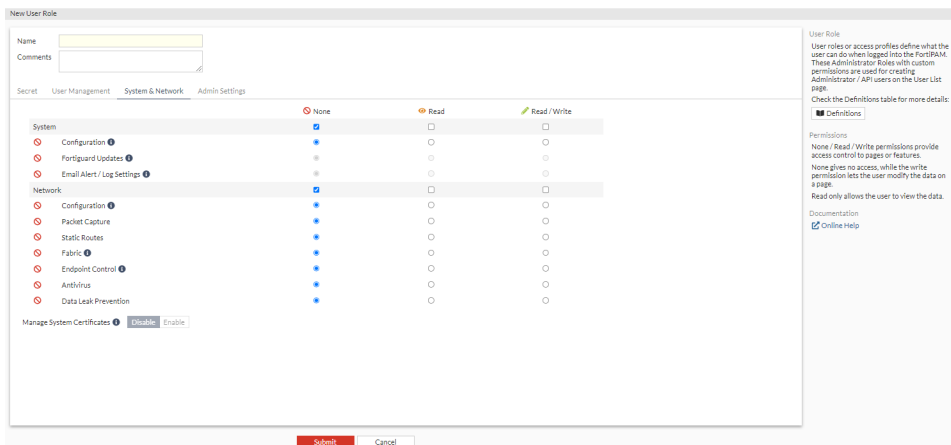 New User Role
Name
Comments
Secret User Management System & Network Admin Settings
None Read Read / Write
System
Configuration
Fortiguard Updates
Email Alert / Log Settings
Network
Configuration
Packet Capture
Static Routes
Fabric
Endpoint Control
Antivirus
Data Leak Prevention
Manage System Certificates Disable Enable
Submit Cancel
User Role
User roles or access profiles define what the
user can do when logged into the FortiPAM.
These Administrator Roles with custom
permissions are used for creating
Administrator / API users on the User List
page.
Check the Definitions table for more details:
Definitions
Permissions
None / Read / Write permissions provide
access control to pages or features.
None gives no access, while the write
permission lets the user modify the data on
a page.
Read only allows the user to view the data.
Documentation
Online Help